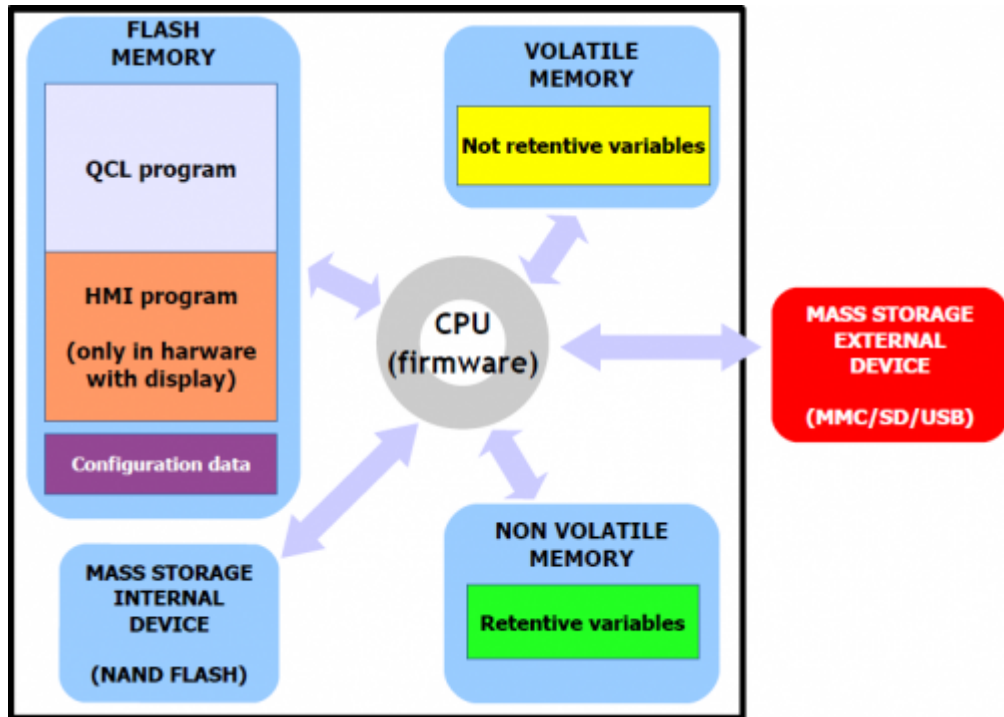 FLASH
MEMORY
QCL program
HMI program
(only in harware
with display)
Configuration data
VOLATILE
MEMORY
Not retentive variables
CPU
(firmware)
MASS STORAGE
EXTERNAL
DEVICE
(MMC/SD/USB)
MASS STORAGE
INTERNAL
DEVICE
(NAND FLASH)
NON VOLATILE
MEMORY
Retentive variables